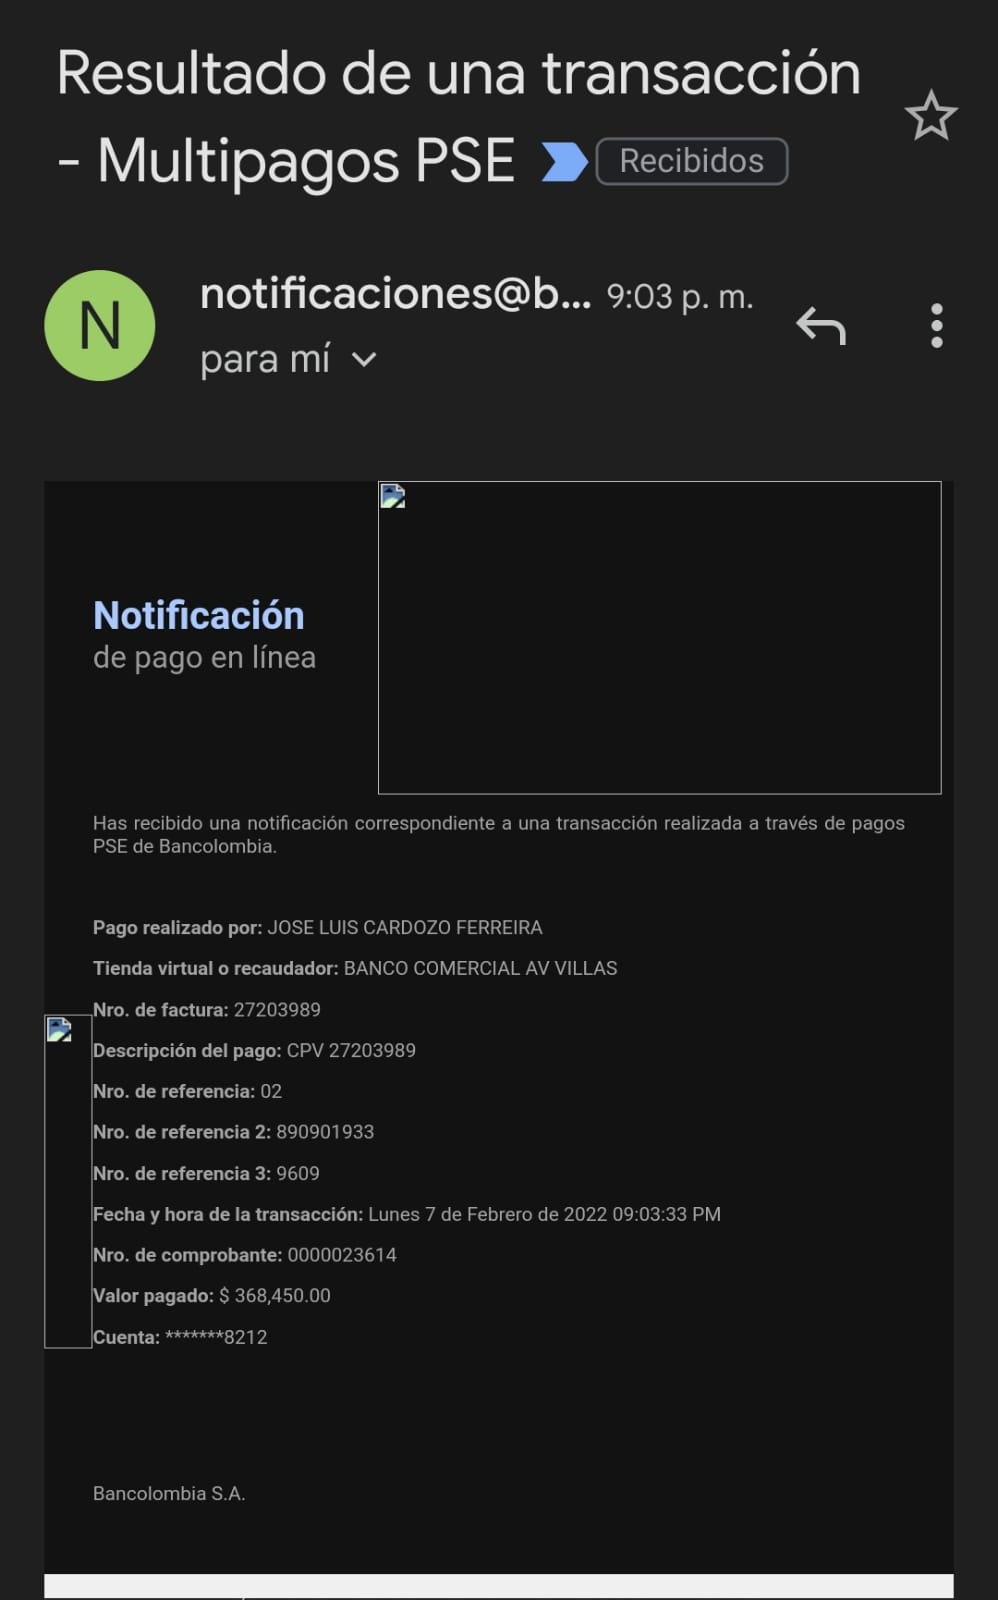 Resultado de una transacción
- Multipagos PSE Recibidos
N
notificaciones@b... 9:03 p. m.
para mí
Notificación
de pago en línea
Has recibido una notificación correspondiente a una transacción realizada a través de pagos
PSE de Bancolombia.
Pago realizado por: JOSE LUIS CARDOZO FERREIRA
Tienda virtual o recaudador: BANCO COMERCIAL AV VILLAS
Nro. de factura: 27203989
Descripción del pago: CPV 27203989
Nro. de referencia: 02
Nro. de referencia 2: 890901933
Nro. de referencia 3: 9609
Fecha y hora de la transacción: Lunes 7 de Febrero de 2022 09:03:33 PM
Nro. de comprobante: 0000023614
Valor pagado: $ 368,450.00
Cuenta: *******8212
Bancolombia S.A.